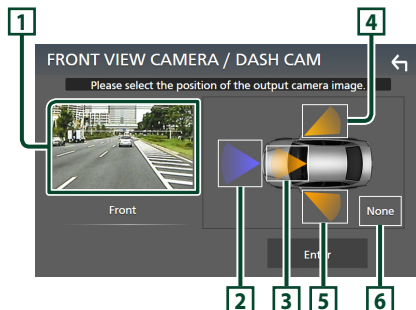 1
4
FRONT VIEW CAMERA / DASH CAM
Please select the position of the output camera image.
Front
None
Enter
2
3
5
6